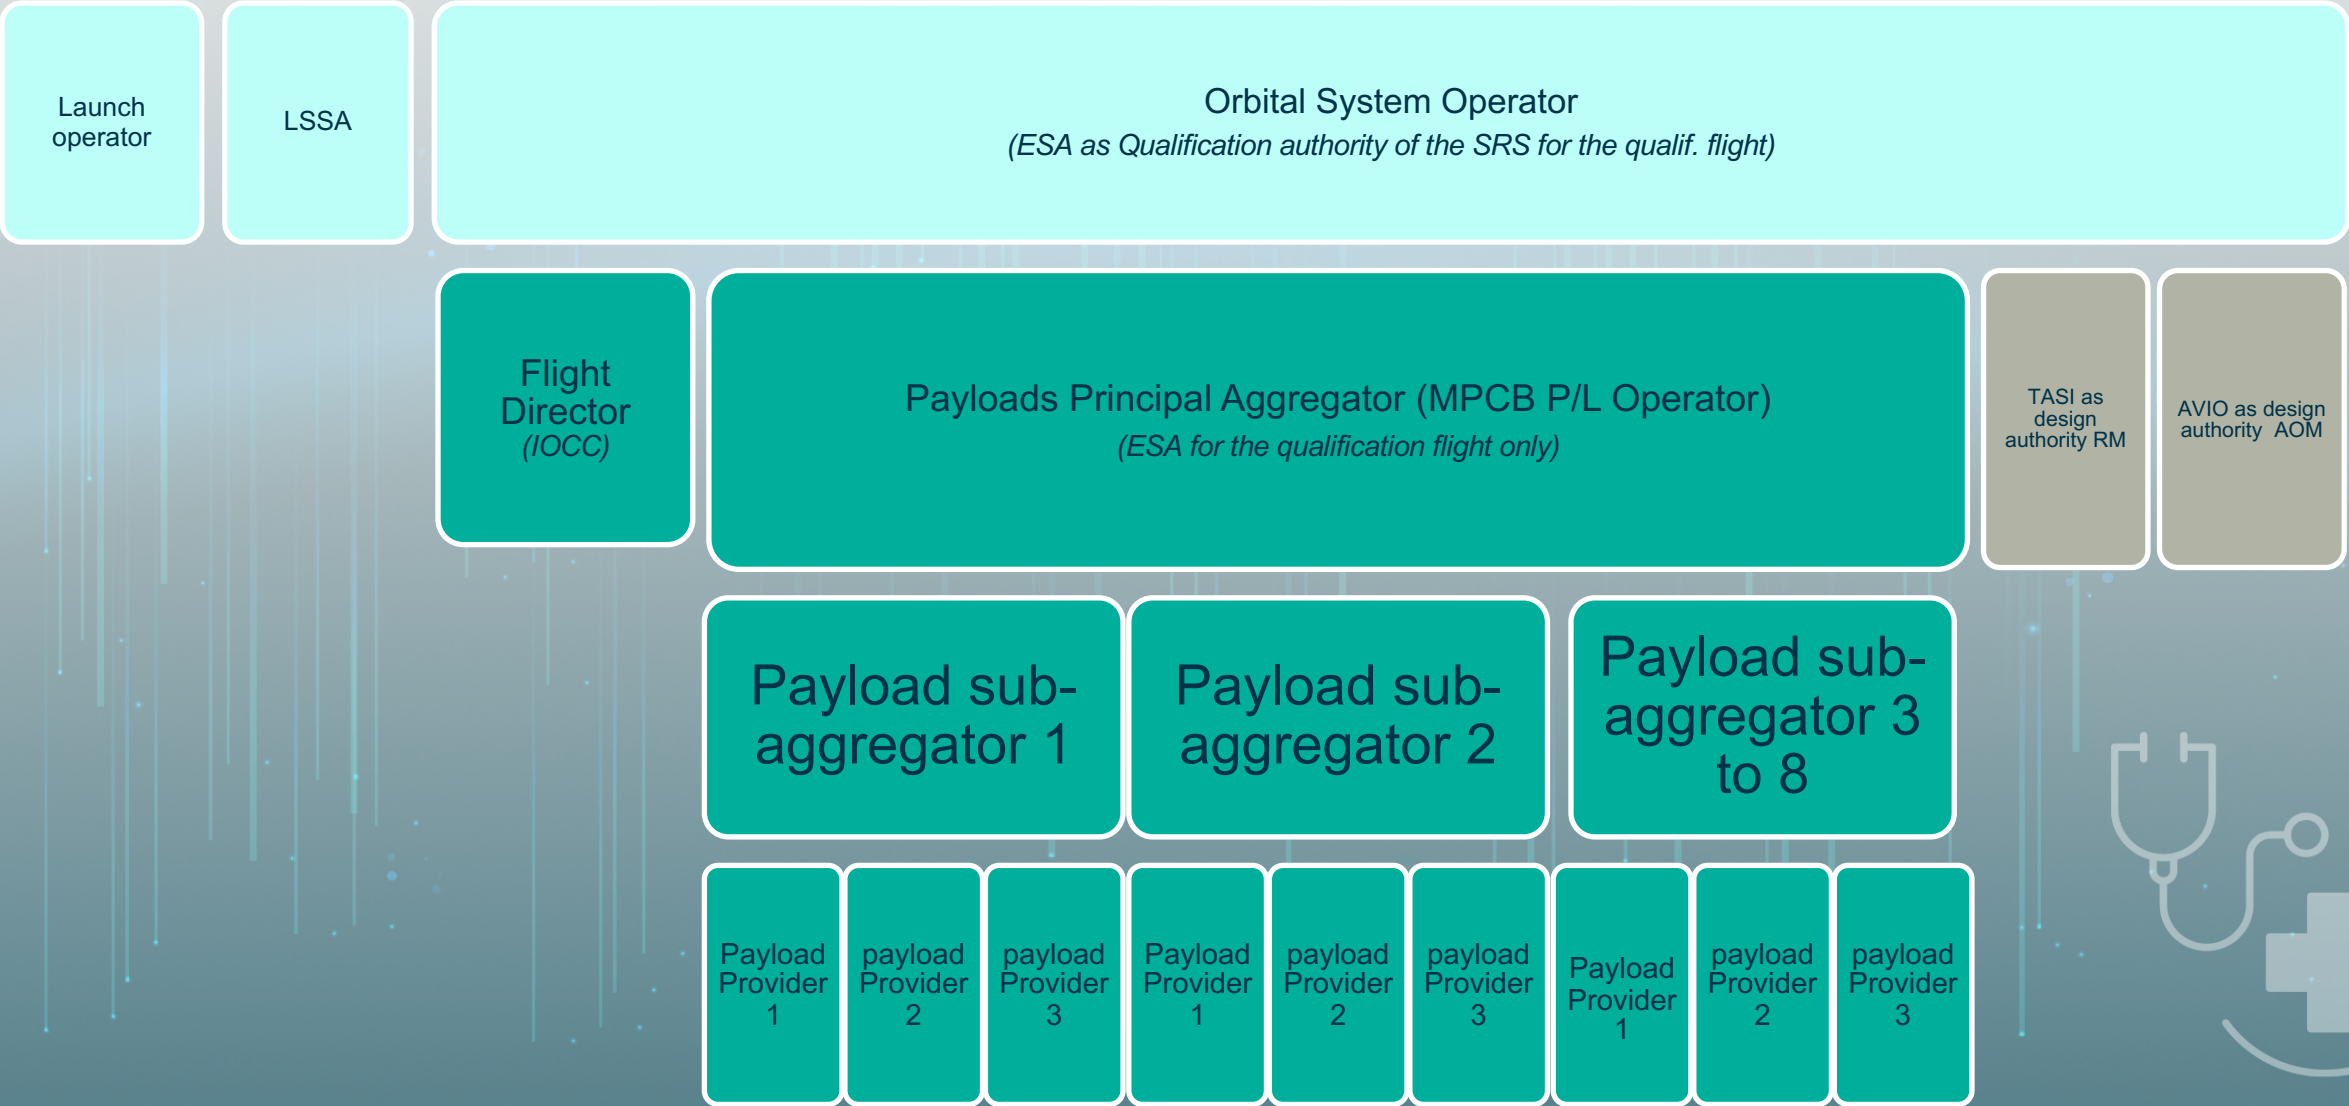 Launch
operator
LSSA
Orbital System Operator
(ESA as Qualification authority of the SRS for the qualif. flight)
Flight
Director
(IOCC)
Payloads Principal Aggregator (MPCB P/L Operator)
(ESA for the qualification flight only)
TASI as
design
authority RM
AVIO as design
authority AOM
Payload sub-
aggregator 1
Payload sub-
aggregator 2
Payload sub-
aggregator 3
to 8
Payload
Provider
1
payload
Provider
2
payload
Provider
3
Payload
Provider
1
payload
Provider
2
payload
Provider
3
Payload
Provider
1
payload
Provider
2
payload
Provider
3